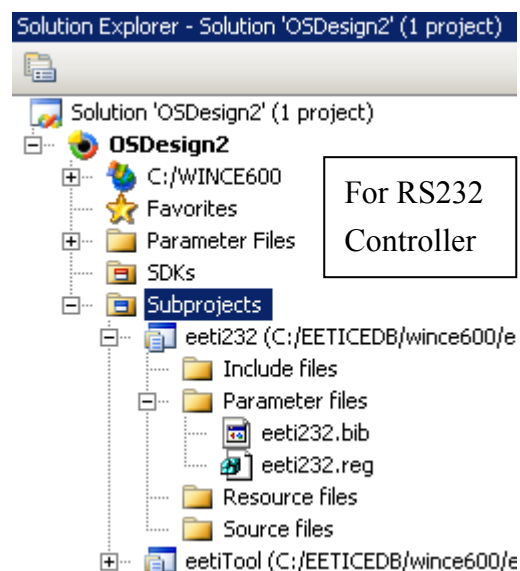 Solution Explorer - Solution 'OSDesign2' (1 project)
Solution 'OSDesign2' (1 project)
OSDesign2
C:/WINCE600
Favorites
Parameter Files
SDKs
Subprojects
eeti232 (C:/EETICEDB/wince600/e
Include files
Parameter files
eeti232.bib
eeti232.reg
Resource files
Source files
eetiTool (C:/EETICEDB/wince600/e
For RS232
Controller